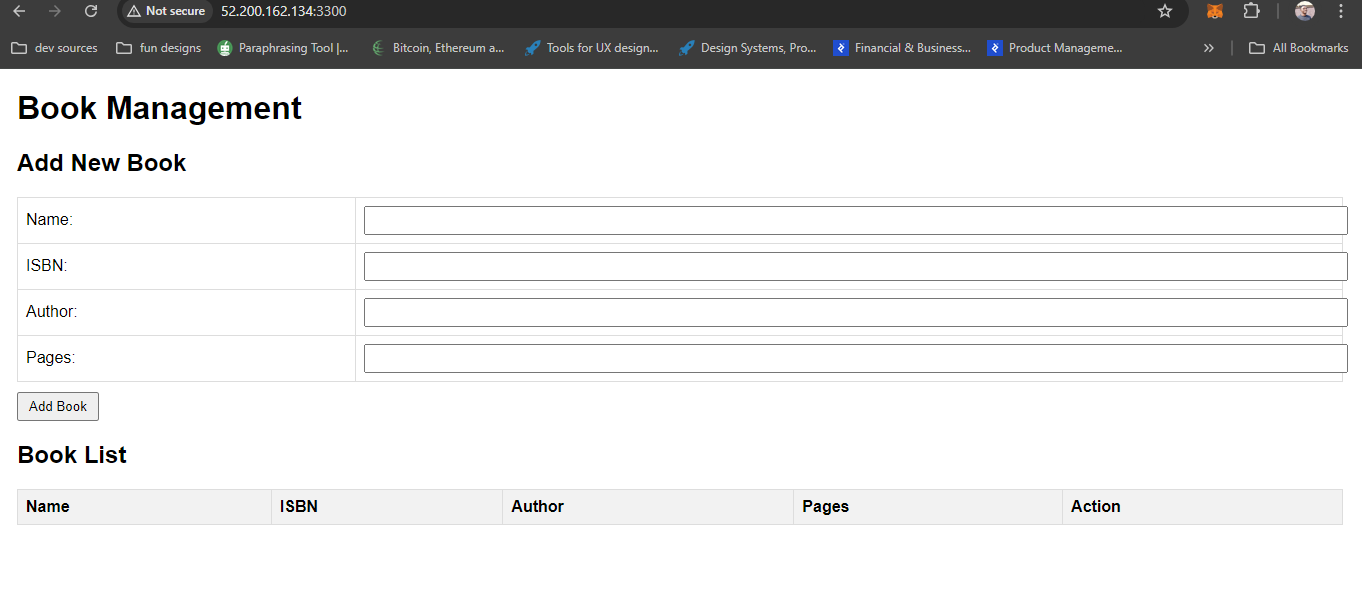 Not secure 52.200.162.134:3300
dev sources fun designs Paraphrasing Tool |... Bitcoin, Ethereum a... Tools for UX design... Design Systems, Pro... Financial & Business... Product Manageme... » All Bookmarks
Book Management
Add New Book
Name:
ISBN:
Author:
Pages:
Add Book
Book List
Name ISBN Author Pages Action